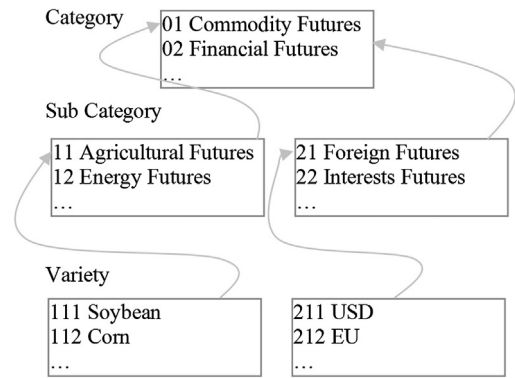 Category
01 Commodity Futures
02 Financial Futures
…
Sub Category
11 Agricultural Futures
12 Energy Futures
…
21 Foreign Futures
22 Interests Futures
…
Variety
111 Soybean
112 Corn
…
211 USD
212 EU
…